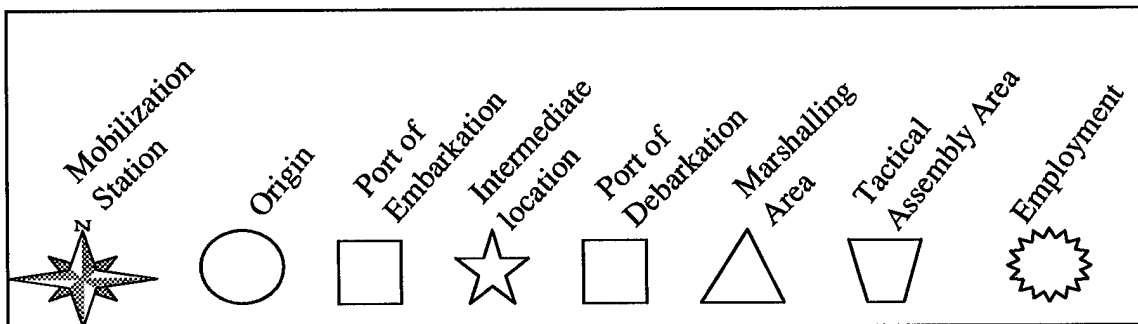 Mobilization
Station
Origin
Port of
Embarkation
Intermediate
location
Port of
Debarkation
Marshalling
Area
Tactical
Assembly Area
Employment
N